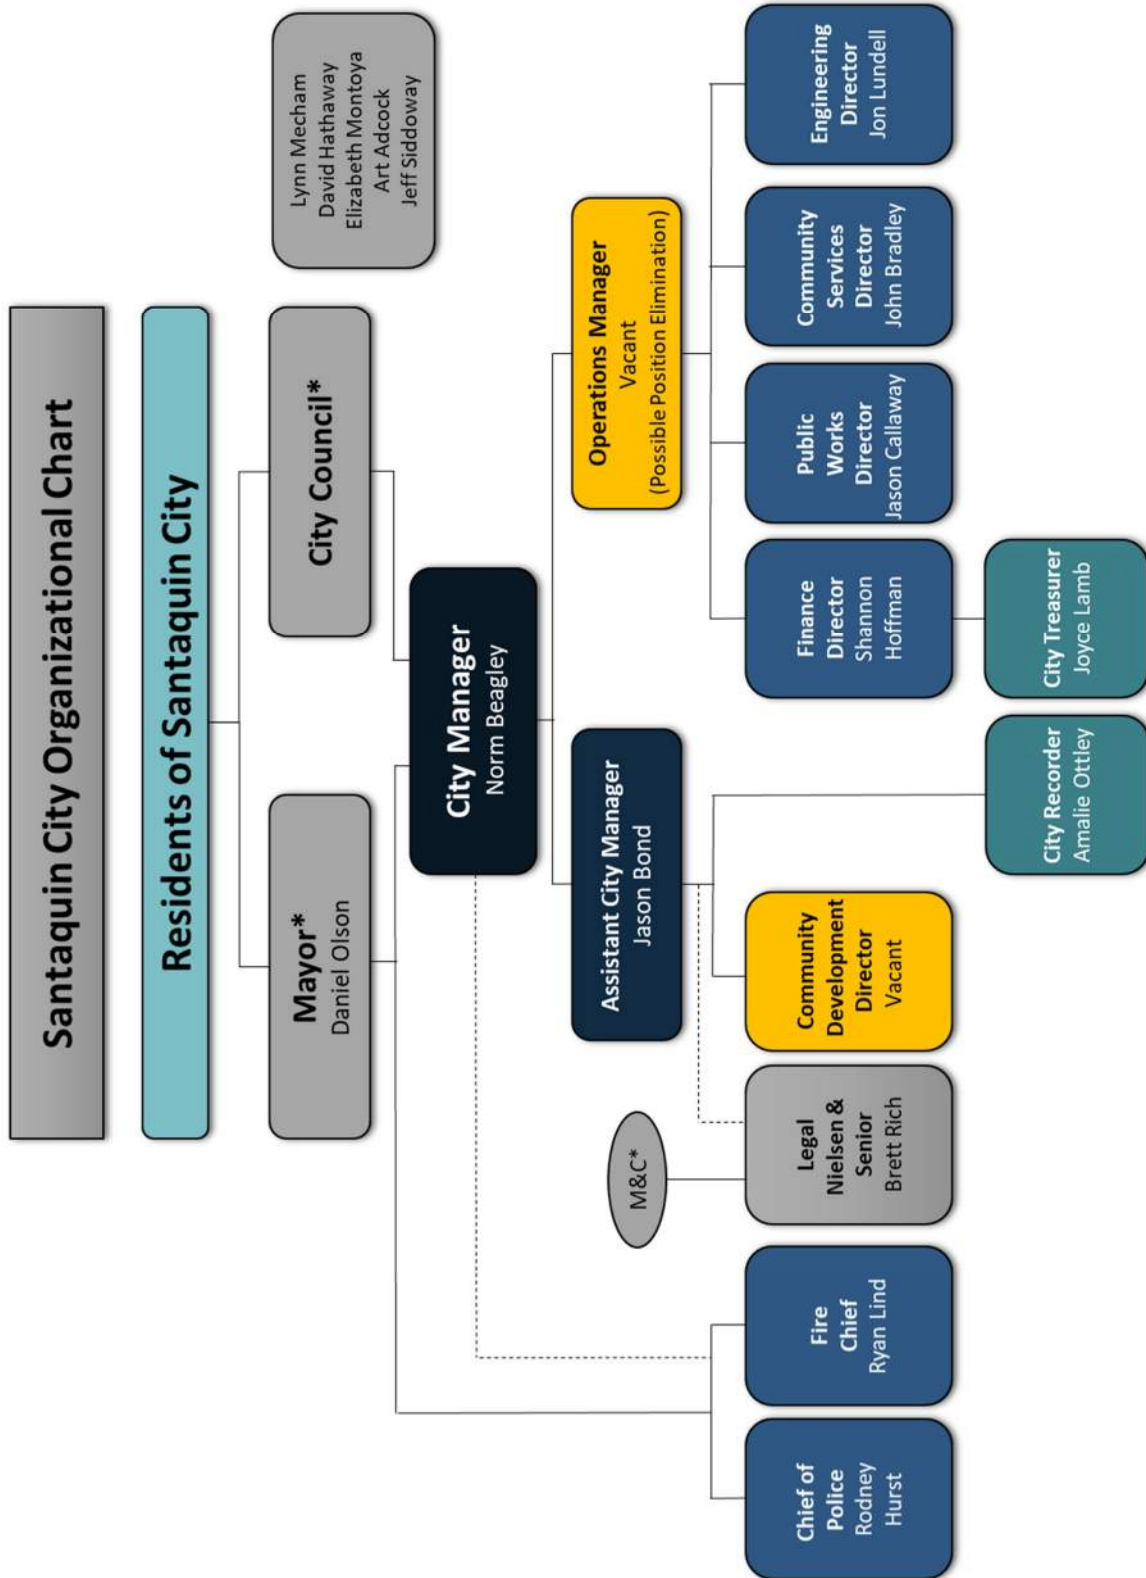 Santaquin City Organizational Chart
Residents of Santaquin City
Mayor*
Daniel Olson
City Council*
Lynn Mecham
David Hathaway
Elizabeth Montoya
Art Adcock
Jeff Siddoway
City Manager
Norm Beagley
Assistant City Manager
Jason Bond
Operations Manager
Vacant
(Possible Position Elimination)
M&C*
Chief of
Police
Rodney
Hurst
Fire
Chief
Ryan Lind
Legal
Nielsen &
Senior
Brett Rich
Community
Development
Director
Vacant
Finance
Director
Shannon
Hoffman
Public
Works
Director
Jason Callaway
Community
Services
Director
John Bradley
Engineering
Director
Jon Lundell
City Recorder
Amalie Ottley
City Treasurer
Joyce Lamb